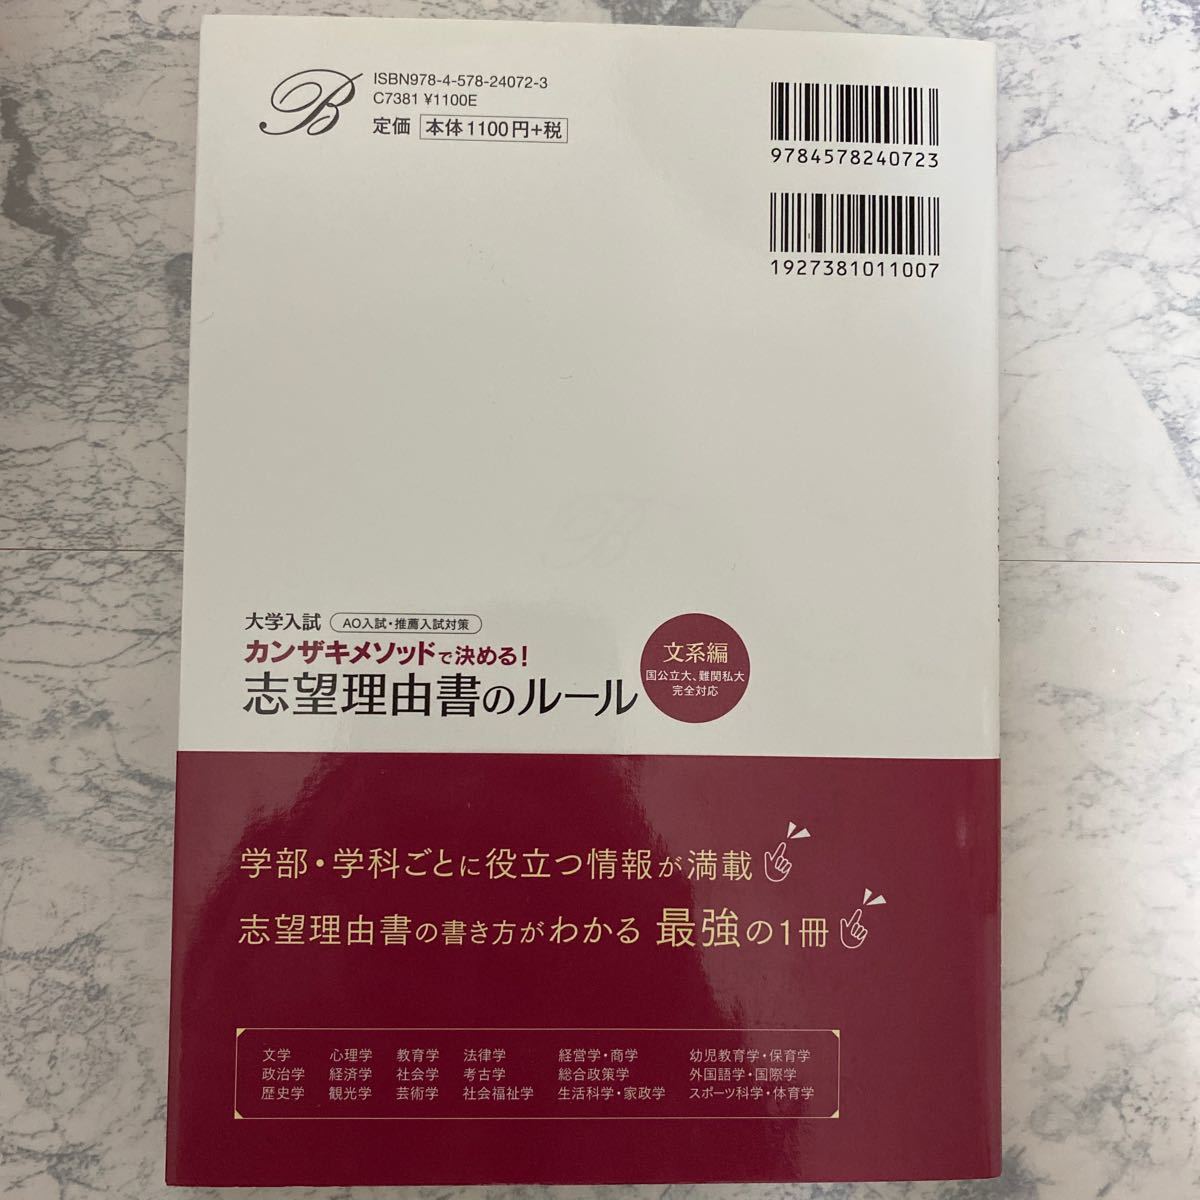 B
ISBN978-4-578-24072-3
C7381 ¥1100E
定価 本体1100円+税
9784578240723
1927381011007
B
大学入試 AO入試・推薦入試対策
カンザキメソッドで決める!
志望理由書のルール
文系編
国公立大、難関私大
完全対応
学部・学科ごとに役立つ情報が満載
志望理由書の書き方がわかる 最強の1冊
文学 心理学 教育学 法律学 経営学・商学 幼児教育学・保育学
政治学 経済学 社会学 考古学 総合政策学 外国語学・国際学
歴史学 観光学 芸術学 社会福祉学 生活科学・家政学 スポーツ科学・体育学